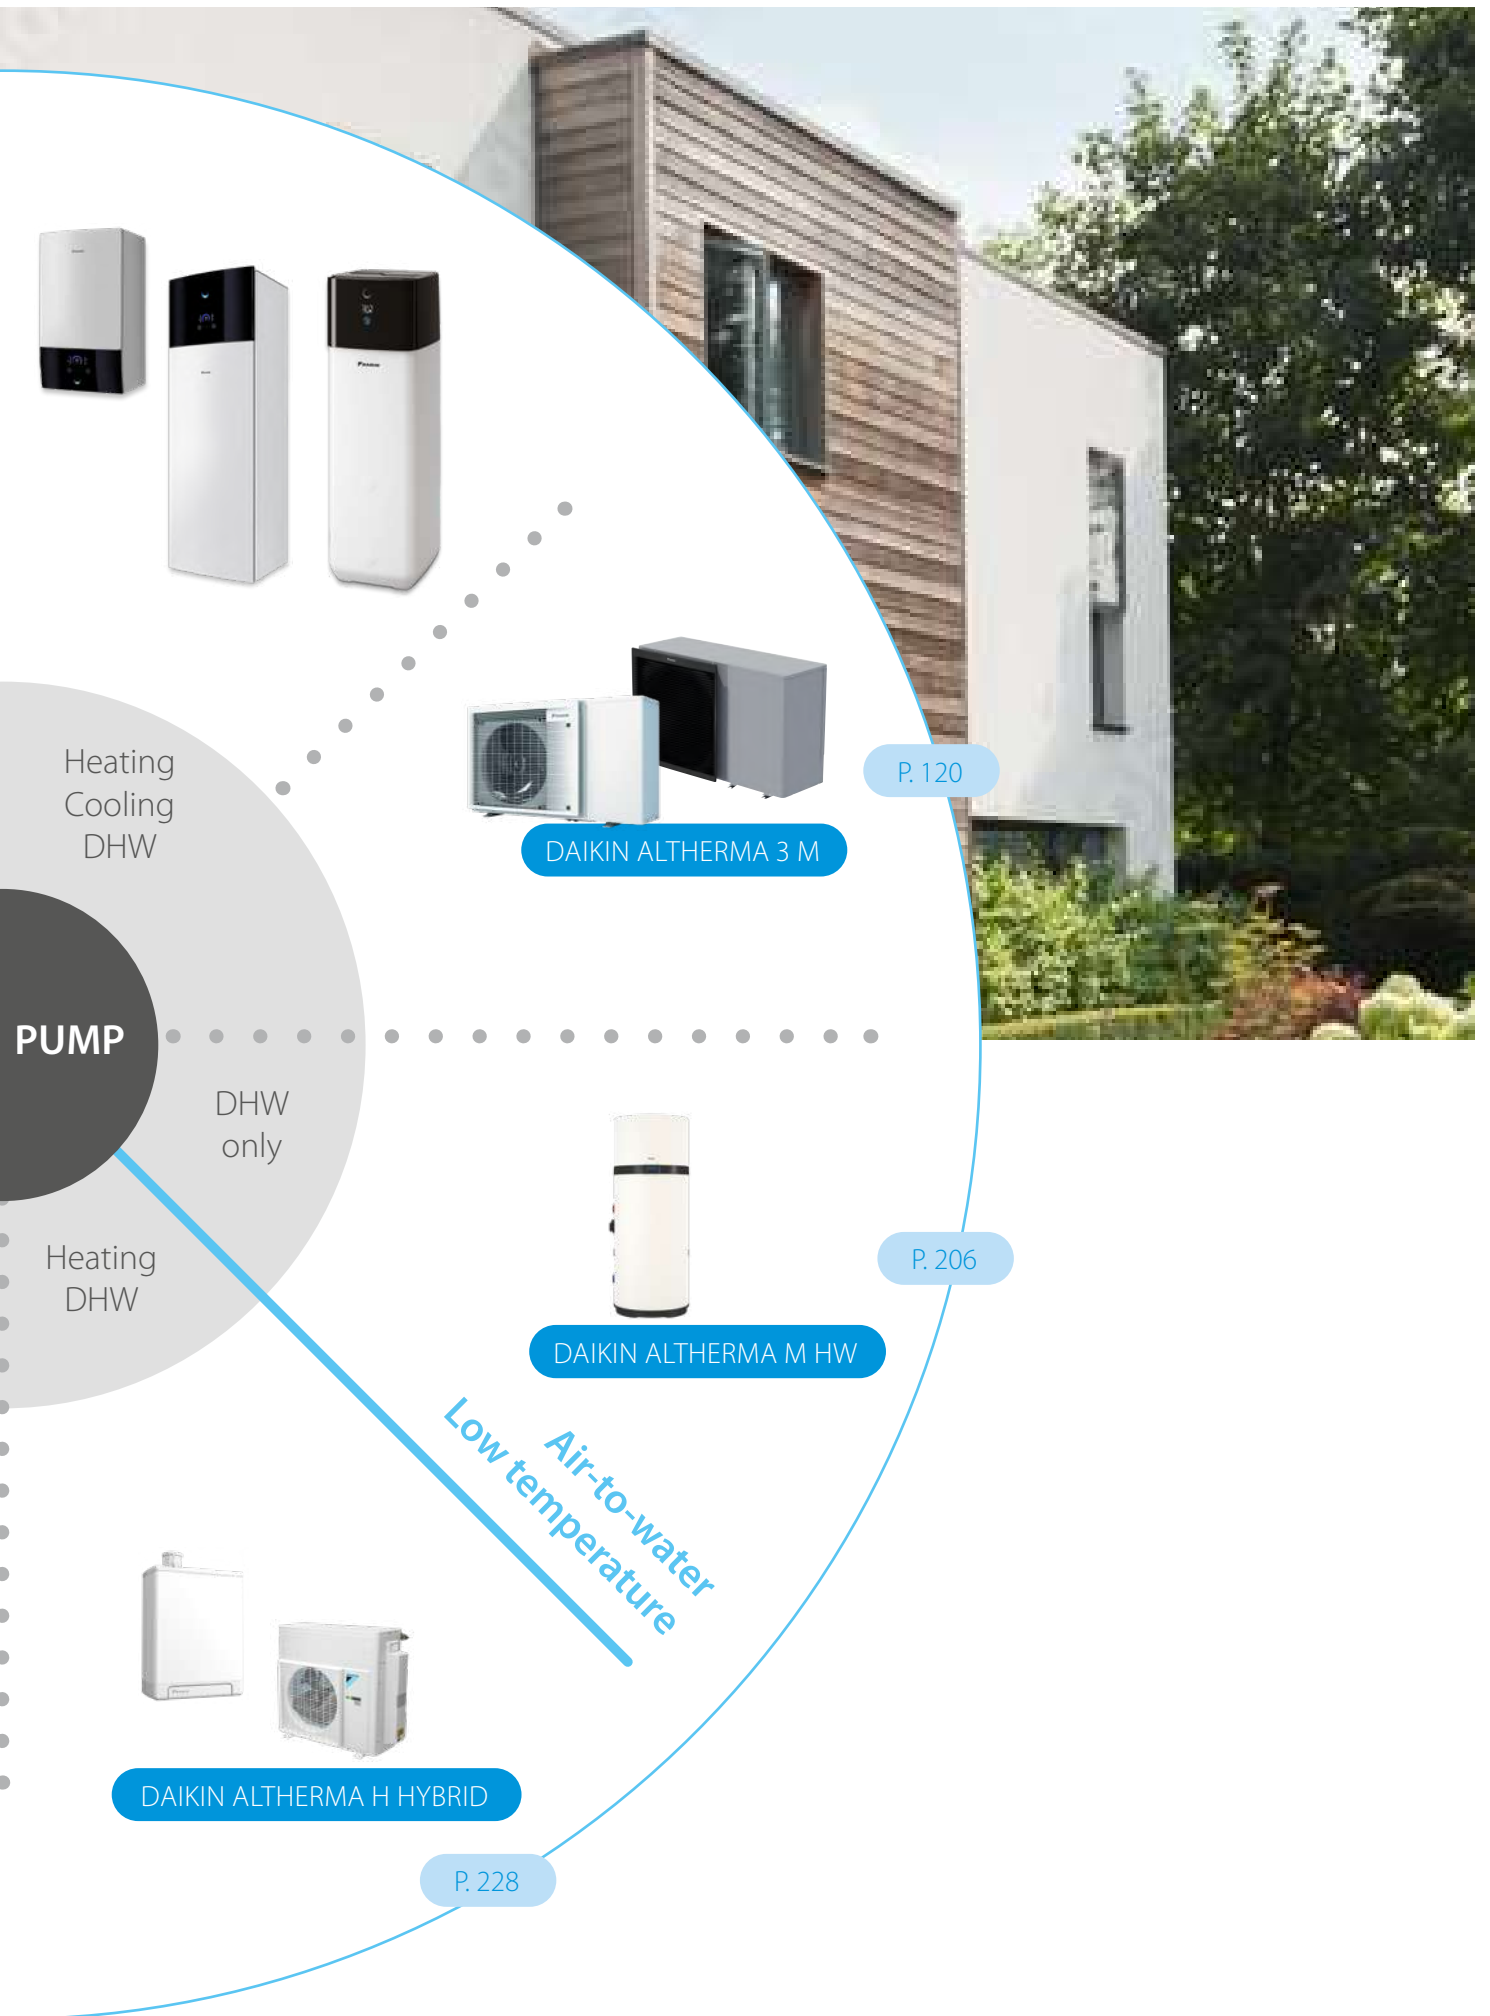 Heating
Cooling
DHW
P. 120
DAIKIN ALTHERMA 3 M
PUMP
DHW
only
P. 206
Heating
DHW
DAIKIN ALTHERMA M HW
Air-to-water
Low temperature
DAIKIN ALTHERMA H HYBRID
P. 228